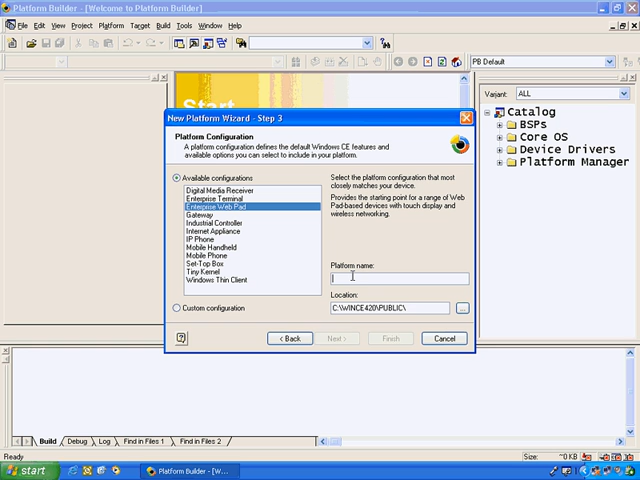 Platform Builder - [Welcome to Platform Builder]
File Edit View Project Platform Target Build Tools Window Help
PB Default
Start
Variant: ALL
Catalog
BSPs
Core OS
Device Drivers
Platform Manager
New Platform Wizard - Step 3
Platform Configuration
A platform configuration defines the default Windows CE features and
available options you can select to include in your platform.
Available configurations
Digital Media Receiver
Enterprise Terminal
Enterprise Web Pad
Gateway
Industrial Controller
Internet Appliance
IP Phone
Mobile Handheld
Mobile Phone
Set-Top Box
Tiny Kernel
Windows Thin Client
Custom configuration
Select the platform configuration that most
closely matches your device.
Provides the starting point for a range of Web
Pad-based devices with touch display and
wireless networking.
Platform name:
Location:
C:\WINCE420\PUBLIC\
...
< Back Next > Finish Cancel
Build Debug Log Find in Files 1 Find in Files 2
Ready
Size: ~0 KB
start
Platform Builder - [W...
5:31 PM